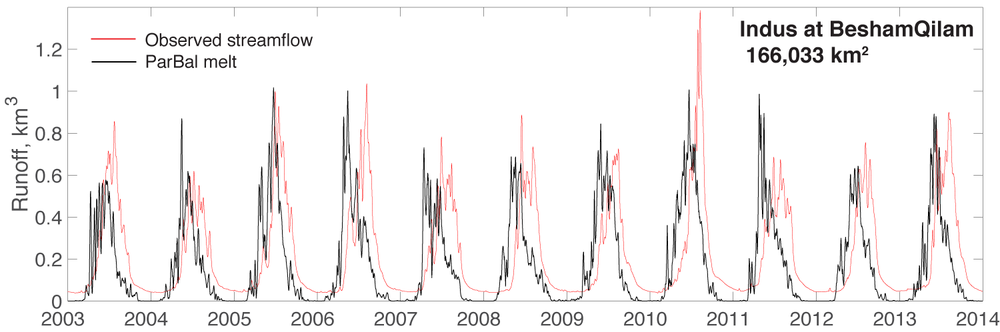 Indus at BeshamQilam
166,033 km²
Observed streamflow
ParBal melt
Runoff, km³
1.2
1
0.8
0.6
0.4
0.2
0
2003 2004 2005 2006 2007 2008 2009 2010 2011 2012 2013 2014